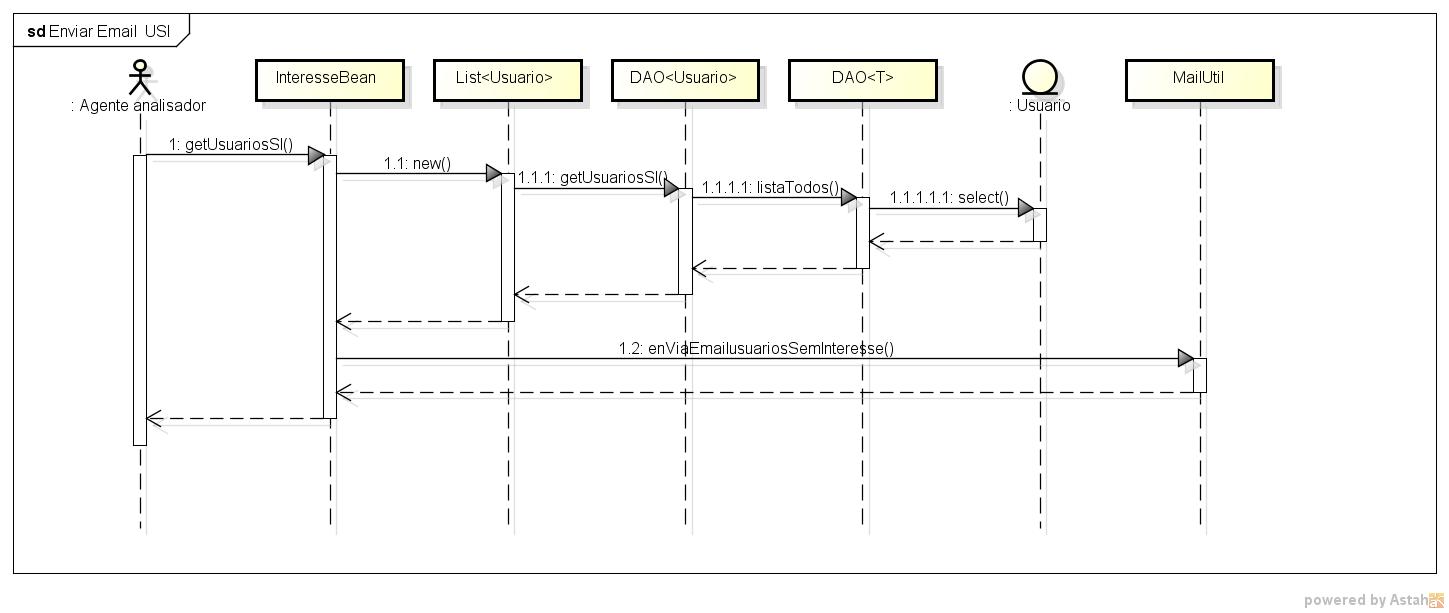 sd Enviar Email USI
: Agente analisador
InteresseBean
List<Usuario>
DAO<Usuario>
DAO<T>
: Usuario
MailUtil
1: getUsuariosSI()
1.1: new()
1.1.1: getUsuariosSI()
1.1.1.1: listaTodos()
1.1.1.1.1: select()
1.2: enViaEmailusuariosSemInteresse()
powered by Astah